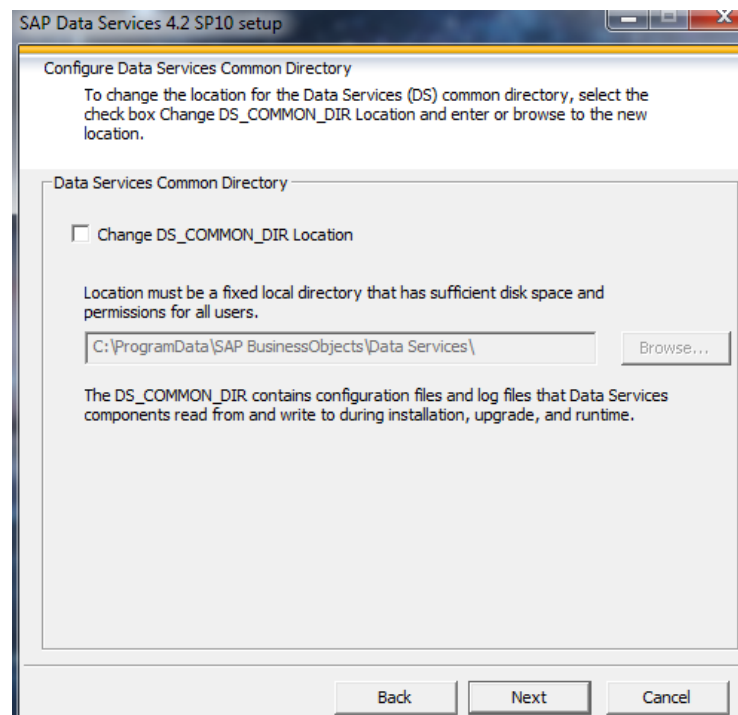 SAP Data Services 4.2 SP10 setup
Configure Data Services Common Directory
To change the location for the Data Services (DS) common directory, select the
check box Change DS_COMMON_DIR Location and enter or browse to the new
location.
Data Services Common Directory
Change DS_COMMON_DIR Location
Location must be a fixed local directory that has sufficient disk space and
permissions for all users.
C:\ProgramData\SAP BusinessObjects\Data Services\
Browse...
The DS_COMMON_DIR contains configuration files and log files that Data Services
components read from and write to during installation, upgrade, and runtime.
Back Next Cancel